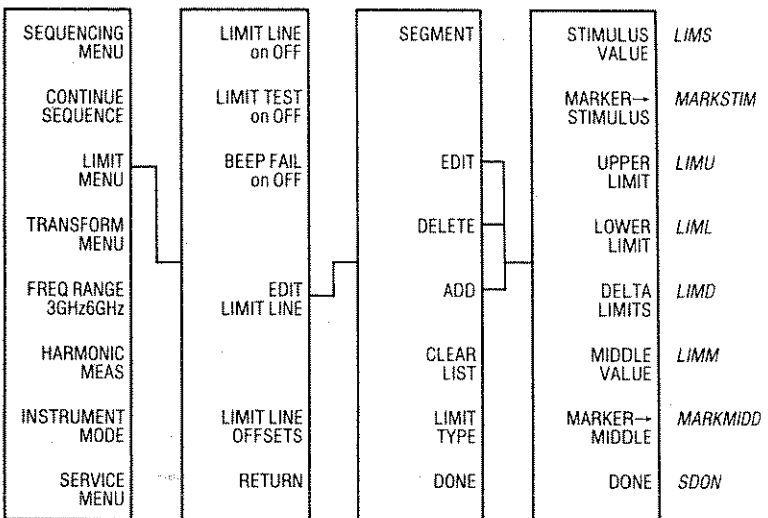 SEQUENCING
MENU
CONTINUE
SEQUENCE
LIMIT
MENU
TRANSFORM
MENU
FREQ RANGE
3GHz6GHz
HARMONIC
MEAS
INSTRUMENT
MODE
SERVICE
MENU
LIMIT LINE
on OFF
LIMIT TEST
on OFF
BEEP FAIL
on OFF
EDIT
LIMIT LINE
LIMIT LINE
OFFSETS
RETURN
SEGMENT
EDIT
DELETE
ADD
CLEAR
LIST
LIMIT
TYPE
DONE
STIMULUS
VALUE
MARKER→
STIMULUS
UPPER
LIMIT
LOWER
LIMIT
DELTA
LIMITS
MIDDLE
VALUE
MARKER→
MIDDLE
DONE
LIMS
MARKSTIM
LIMU
LIML
LIMD
LIMM
MARKMIDD
SDON